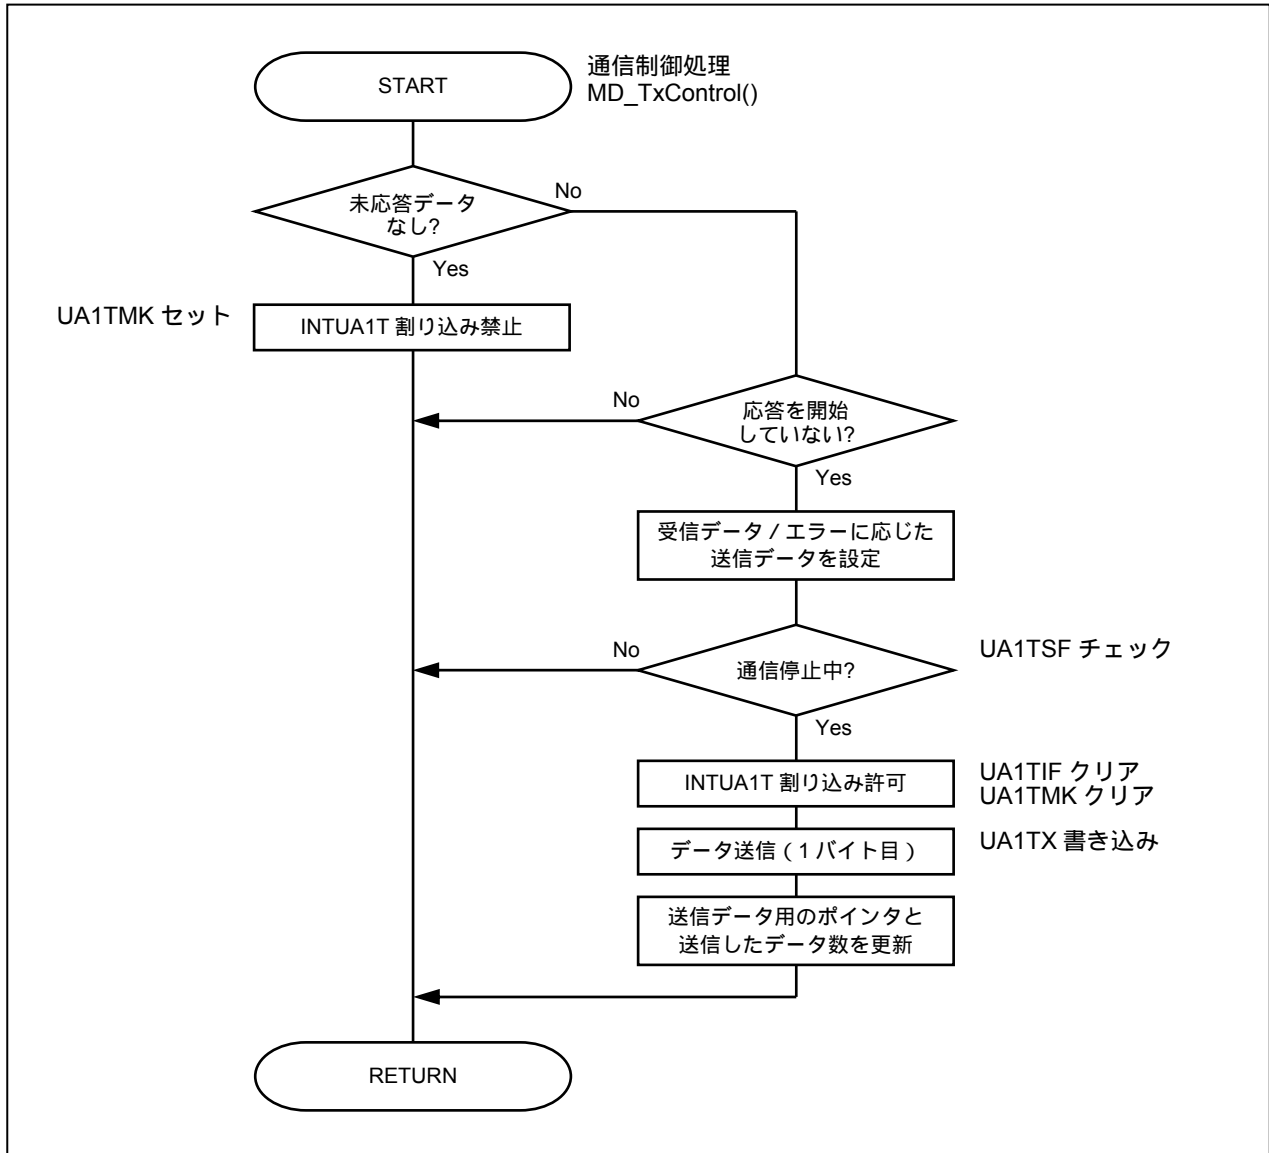 START
通信制御処理
MD_TxControl()
未応答データ
なし?
No
Yes
UA1TMK セット
INTUA1T 割り込み禁止
No
応答を開始
していない?
Yes
受信データ / エラーに応じた
送信データを設定
No
通信停止中?
UA1TSF チェック
Yes
INTUA1T 割り込み許可
UA1TIF クリア
UA1TMK クリア
データ送信 ( 1 バイト目 )
UA1TX 書き込み
送信データ用のポインタと
送信したデータ数を更新
RETURN